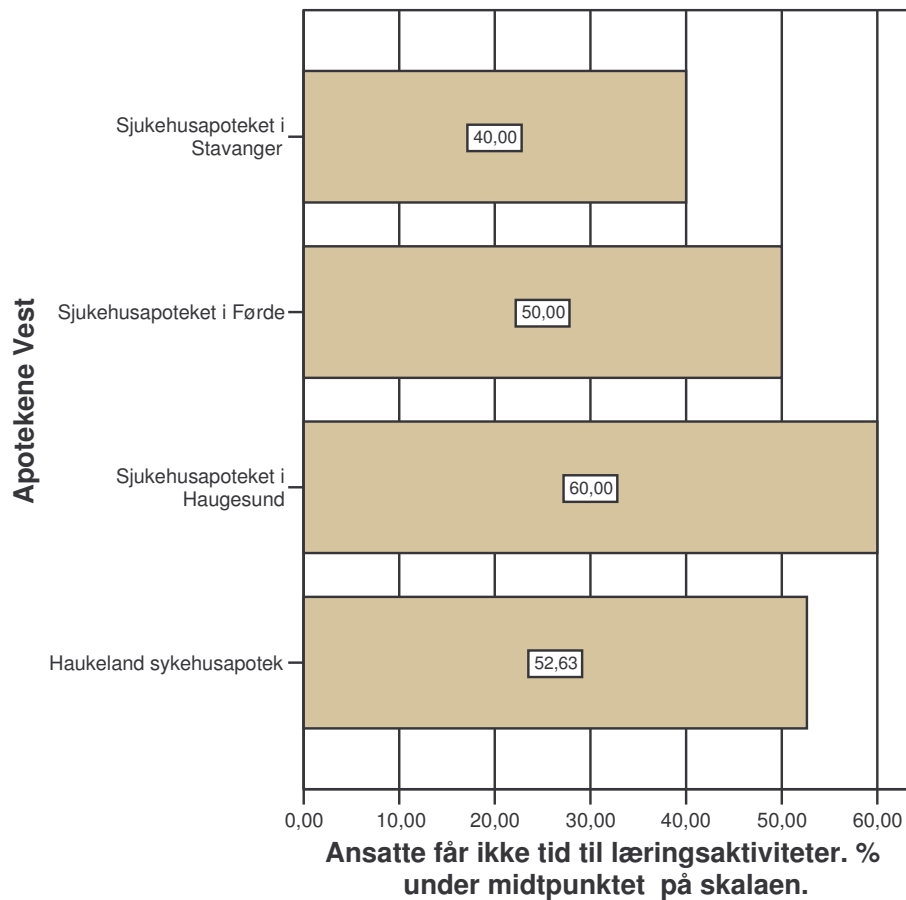 Apotekene Vest
Sjukehusapoteket i
Stavanger
40,00
Sjukehusapoteket i Førde
50,00
Sjukehusapoteket i
Haugesund
60,00
Haukeland sykehusapotek
52,63
0,00 10,00 20,00 30,00 40,00 50,00 60,00
Ansatte får ikke tid til læringsaktiviteter. %
under midtpunktet på skalaen.